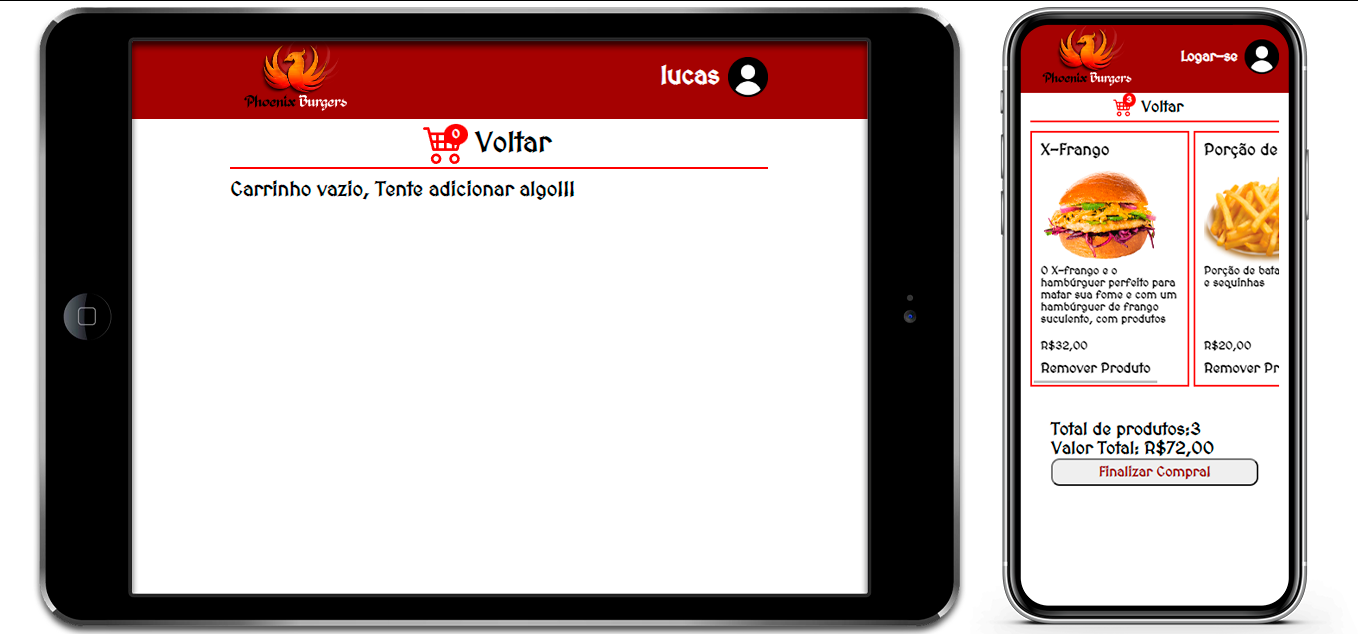 Phoenix Burgers
lucas
0
Voltar
Carrinho vazio, Tente adicionar algo!!!
Phoenix Burgers
Logar-se
3
Voltar
X-Frango
O X-frango e o
hambúrguer perfeito para
matar sua fome e com um
hambúrguer de frango
suculento, com produtos
R$32,00
Remover Produto
Porção de
Porção de bata
e sequinhas
R$20,00
Remover Pr
Total de produtos:3
Valor Total: R$72,00
Finalizar Compra!